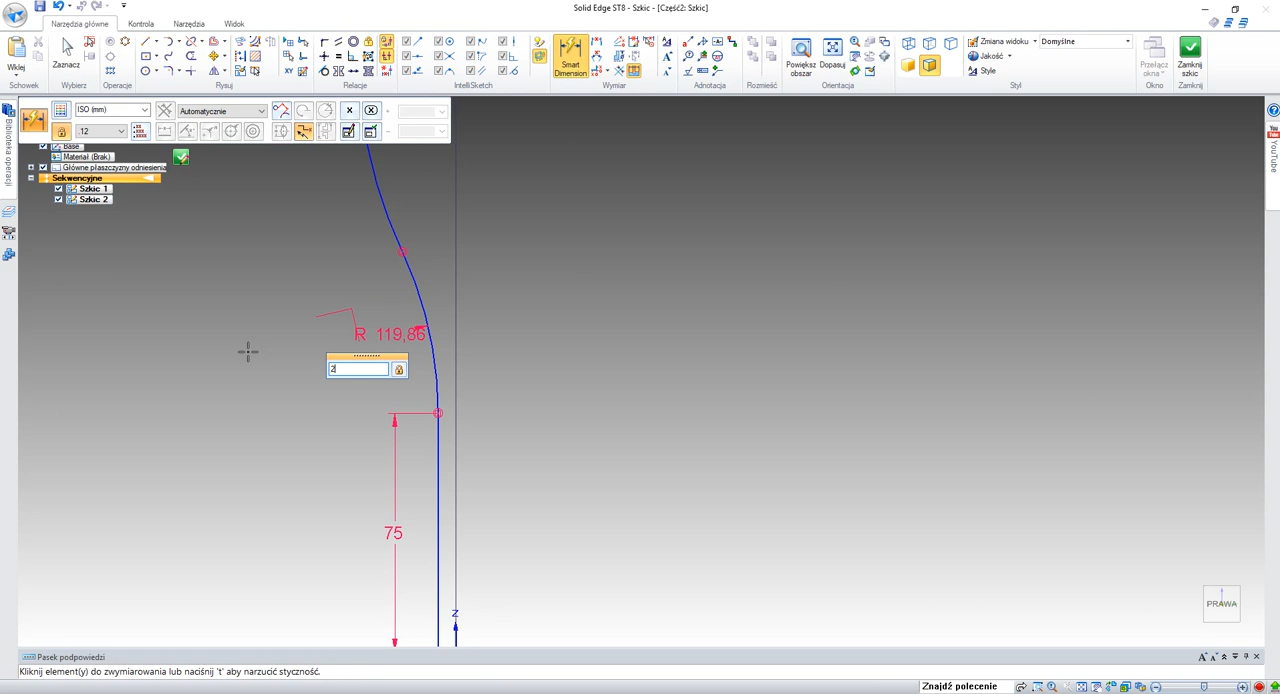 Solid Edge ST8 - Szkic - [Część2: Szkic]
Narzędzia główne Kontrola Narzędzia Widok
Wklej
Zaznacz
Smart
Dimension
Powiększ
obszar
Dopasuj
Zmiana widoku
Domyślne
Jakość
Style
Przełącz
okna
Zamknij
szkic
Schowek Wybierz Operacje Rysuj Relacje IntelliSketch Wymiar Adnotacja Rozmieść Orientacja Styl Okno Zamknij
ISO (mm)
Automatycznie
.12
Biblioteka operacji
YouTube
Base
Materiał (Brak)
Główne płaszczyzny odniesienia
Sekwencyjne
Szkic 1
Szkic 2
R 119,86
2
75
Z
PRAWA
Pasek podpowiedzi
Kliknij element(y) do zwymiarowania lub naciśnij 't' aby narzucić styczność.
Znajdź polecenie